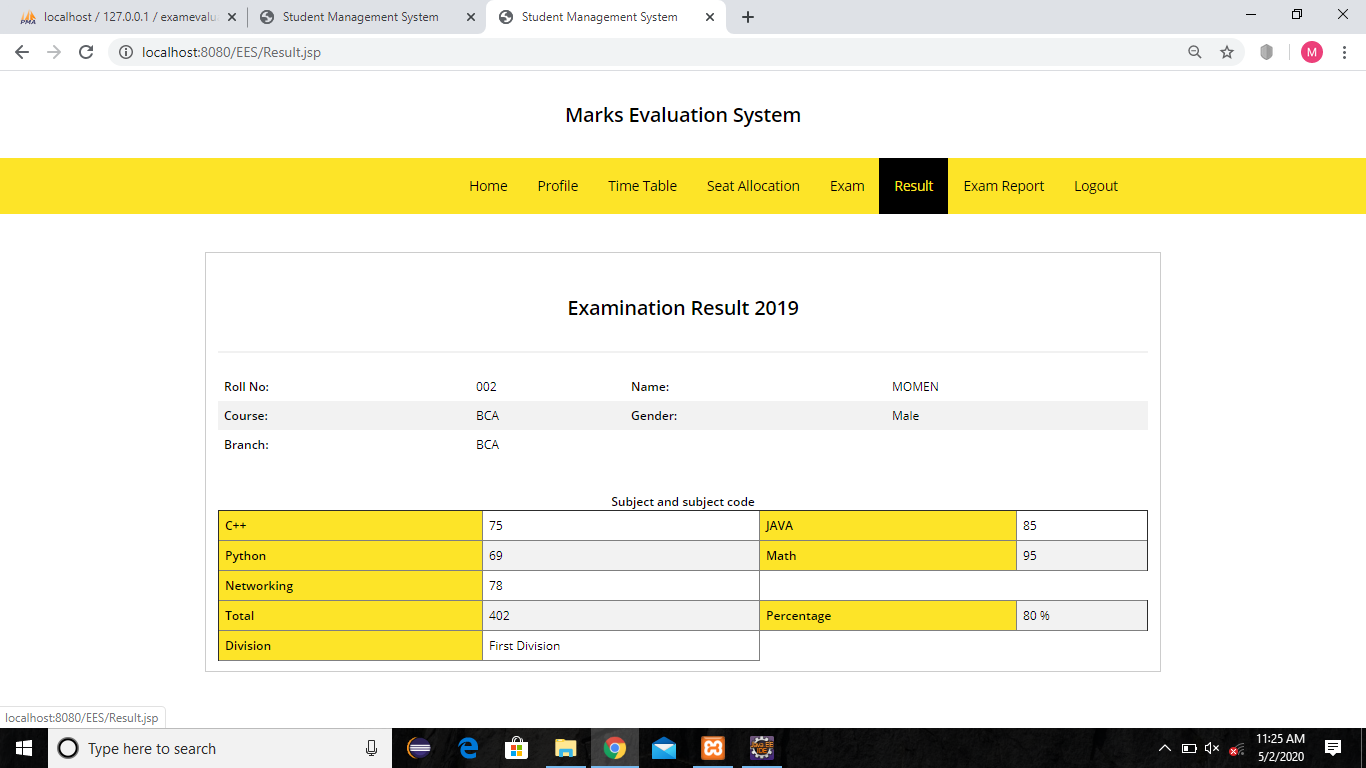 localhost / 127.0.0.1 / examevalu
Student Management System
Student Management System
localhost:8080/EES/Result.jsp
M
Marks Evaluation System
Home Profile Time Table Seat Allocation Exam Result Exam Report Logout
Examination Result 2019
Roll No: 002 Name: MOMEN
Course: BCA Gender: Male
Branch: BCA
Subject and subject code
C++ 75 JAVA 85
Python 69 Math 95
Networking 78
Total 402 Percentage 80 %
Division First Division
localhost:8080/EES/Result.jsp
Type here to search
11:25 AM
5/2/2020